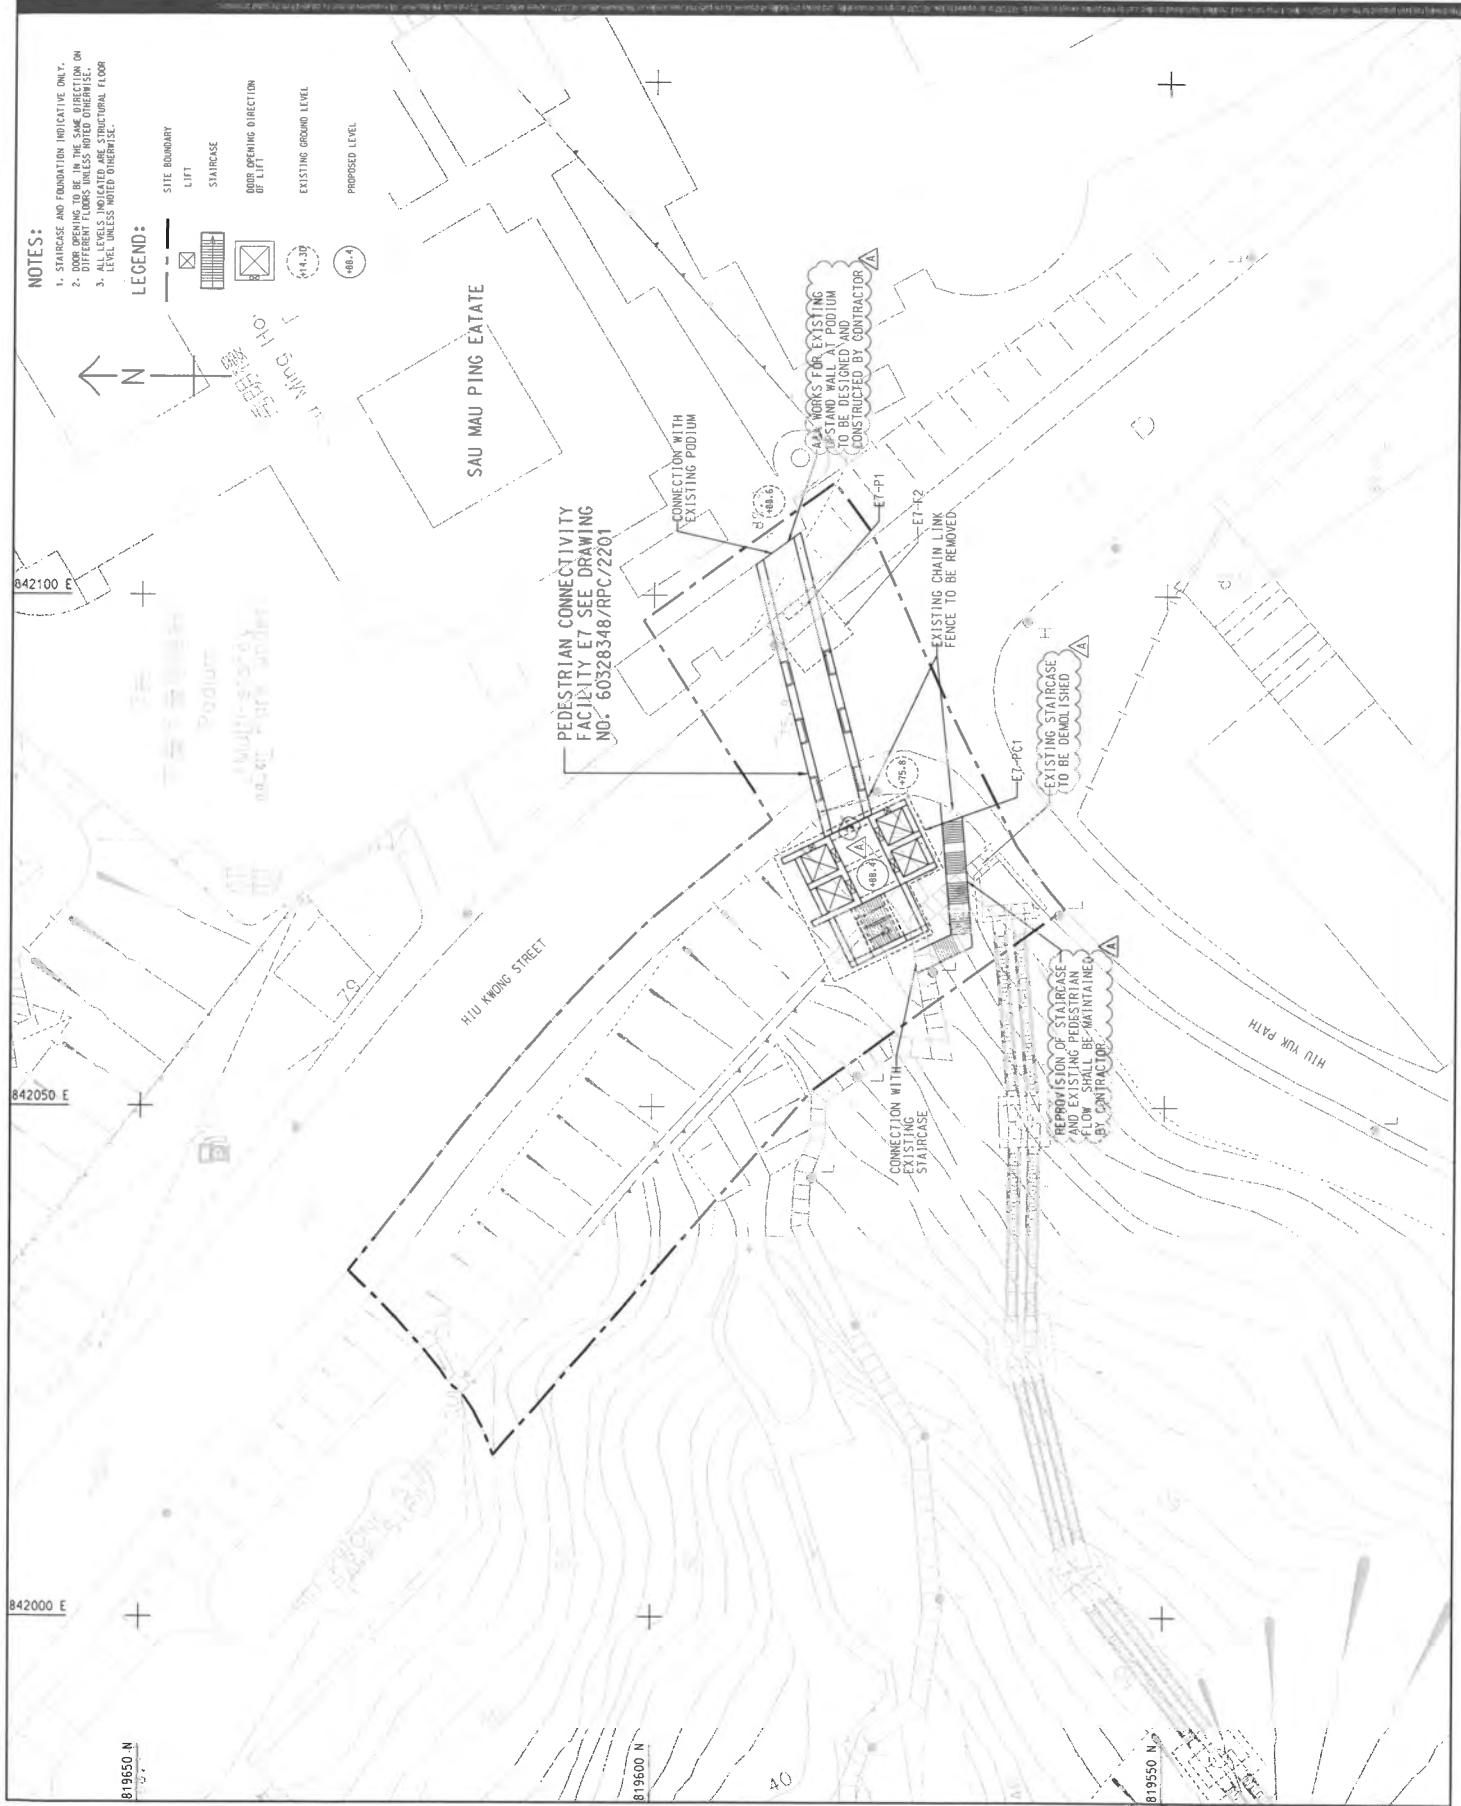 NOTES:
1. STAIRCASE AND FOUNDATION INDICATIVE ONLY.
2. DOOR OPENING TO BE IN THE SAME DIRECTION ON
DIFFERENT FLOORS UNLESS NOTED OTHERWISE.
3. ALL LEVELS INDICATED ARE STRUCTURAL FLOOR
LEVEL UNLESS NOTED OTHERWISE.
LEGEND:
SITE BOUNDARY
LIFT
STAIRCASE
DOOR OPENING DIRECTION
OF LIFT
+14.30
EXISTING GROUND LEVEL
+88.4
PROPOSED LEVEL
N
SAU MAU PING EATATE
PEDESTRIAN CONNECTIVITY
FACILITY E7 SEE DRAWING
NO. 60328348/RPC/2201
CONNECTION WITH
EXISTING PODIUM
+88.6
ALL WORKS FOR EXISTING
UPSTAND WALL AT PODIUM
TO BE DESIGNED AND
CONSTRUCTED BY CONTRACTOR
A
E7-P1
E7-P2
EXISTING CHAIN LINK
FENCE TO BE REMOVED
+75.8
+88.4
A
E7-PC1
EXISTING STAIRCASE
TO BE DEMOLISHED
A
REPROVISION OF STAIRCASE
AND EXISTING PEDESTRIAN
FLOW SHALL BE MAINTAINED
BY CONTRACTOR
A
CONNECTION WITH
EXISTING
STAIRCASE
HIU KWONG STREET
HIU YUK PATH
Podium
79
40
842100 E
842050 E
842000 E
819650 N
819600 N
819550 N